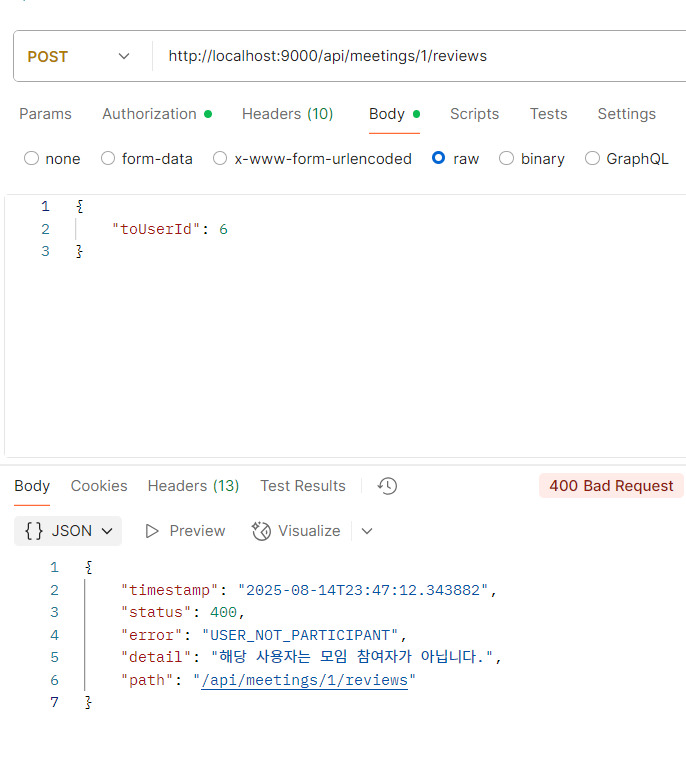 POST http://localhost:9000/api/meetings/1/reviews
Params Authorization Headers (10) Body Scripts Tests Settings
none form-data x-www-form-urlencoded raw binary GraphQL
1 {
2 "toUserId": 6
3 }
Body Cookies Headers (13) Test Results 400 Bad Request
{} JSON Preview Visualize
1 {
2 "timestamp": "2025-08-14T23:47:12.343882",
3 "status": 400,
4 "error": "USER_NOT_PARTICIPANT",
5 "detail": "해당 사용자는 모임 참여자가 아닙니다.",
6 "path": "/api/meetings/1/reviews"
7 }